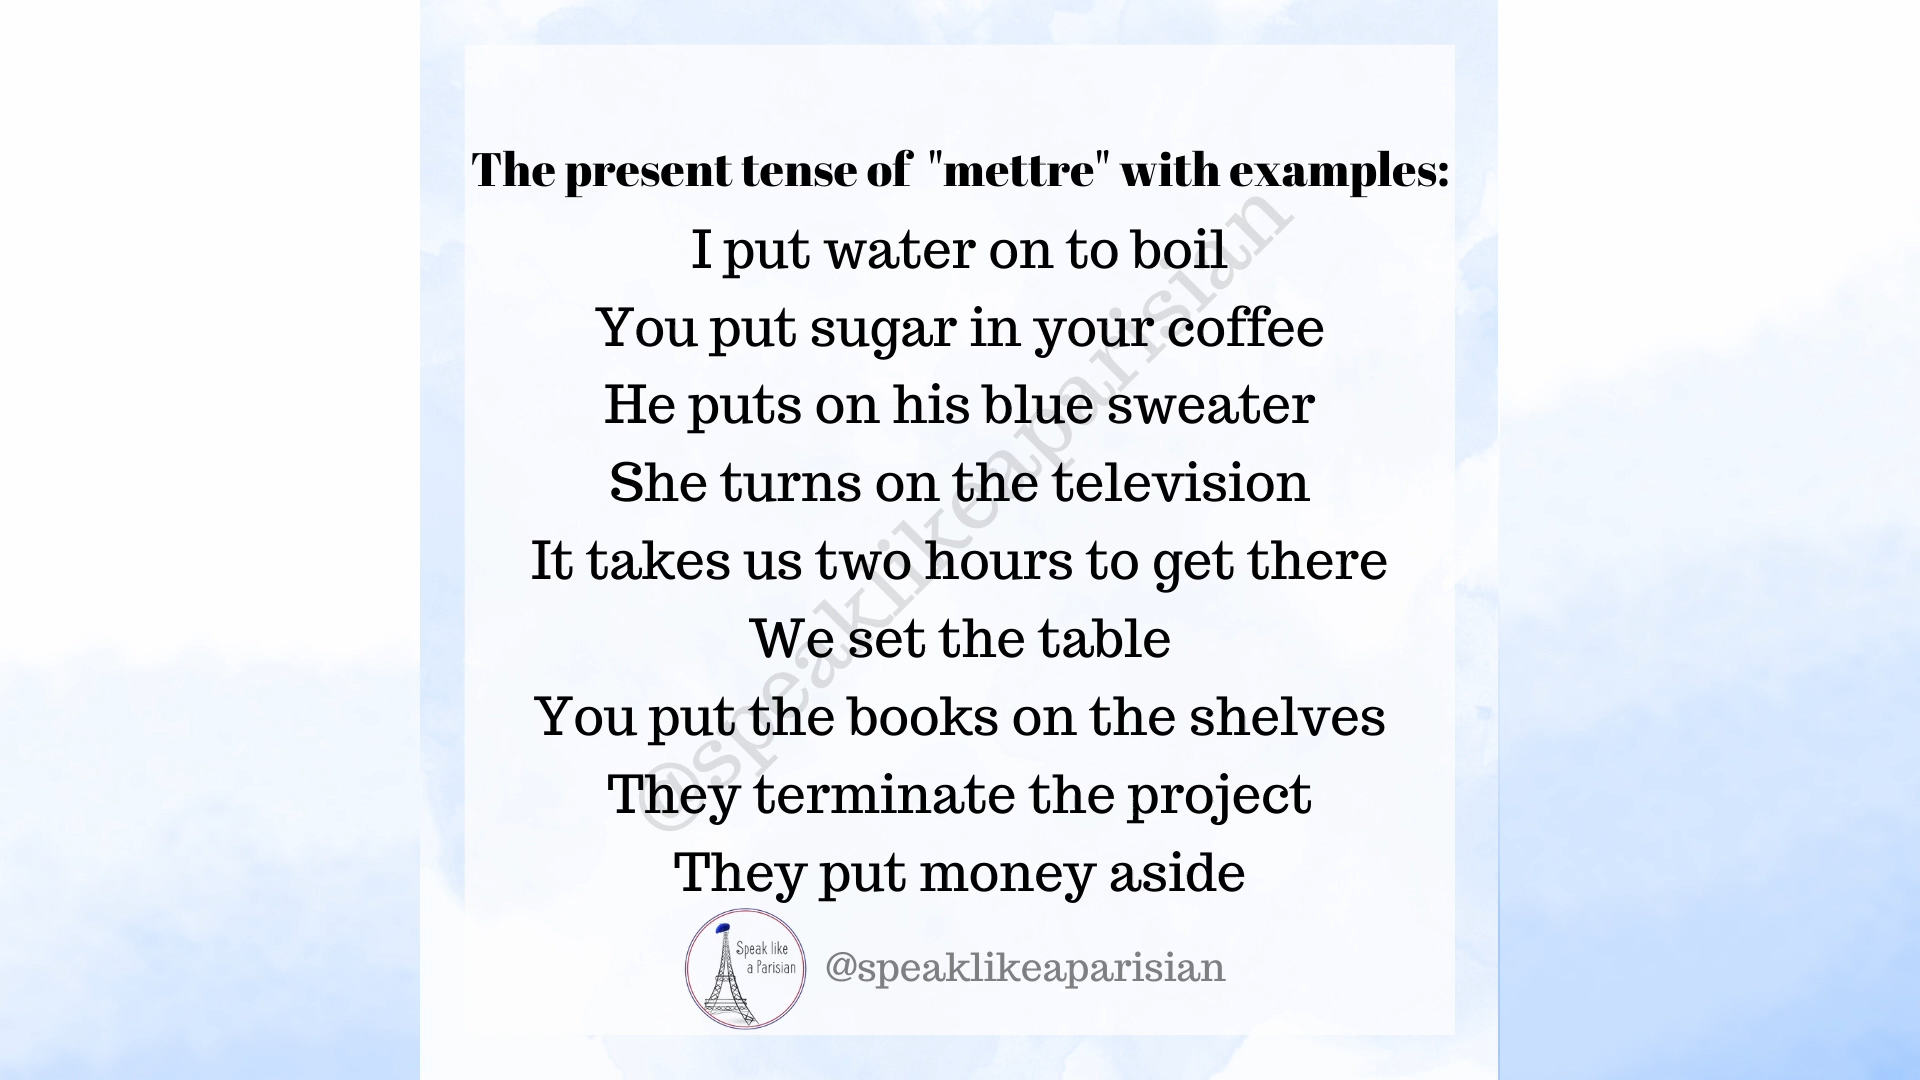 The present tense of "mettre" with examples:
I put water on to boil
You put sugar in your coffee
He puts on his blue sweater
She turns on the television
It takes us two hours to get there
We set the table
You put the books on the shelves
They terminate the project
They put money aside
@speaklikeaparisian
Speak like
a Parisian
@speaklikeaparisian